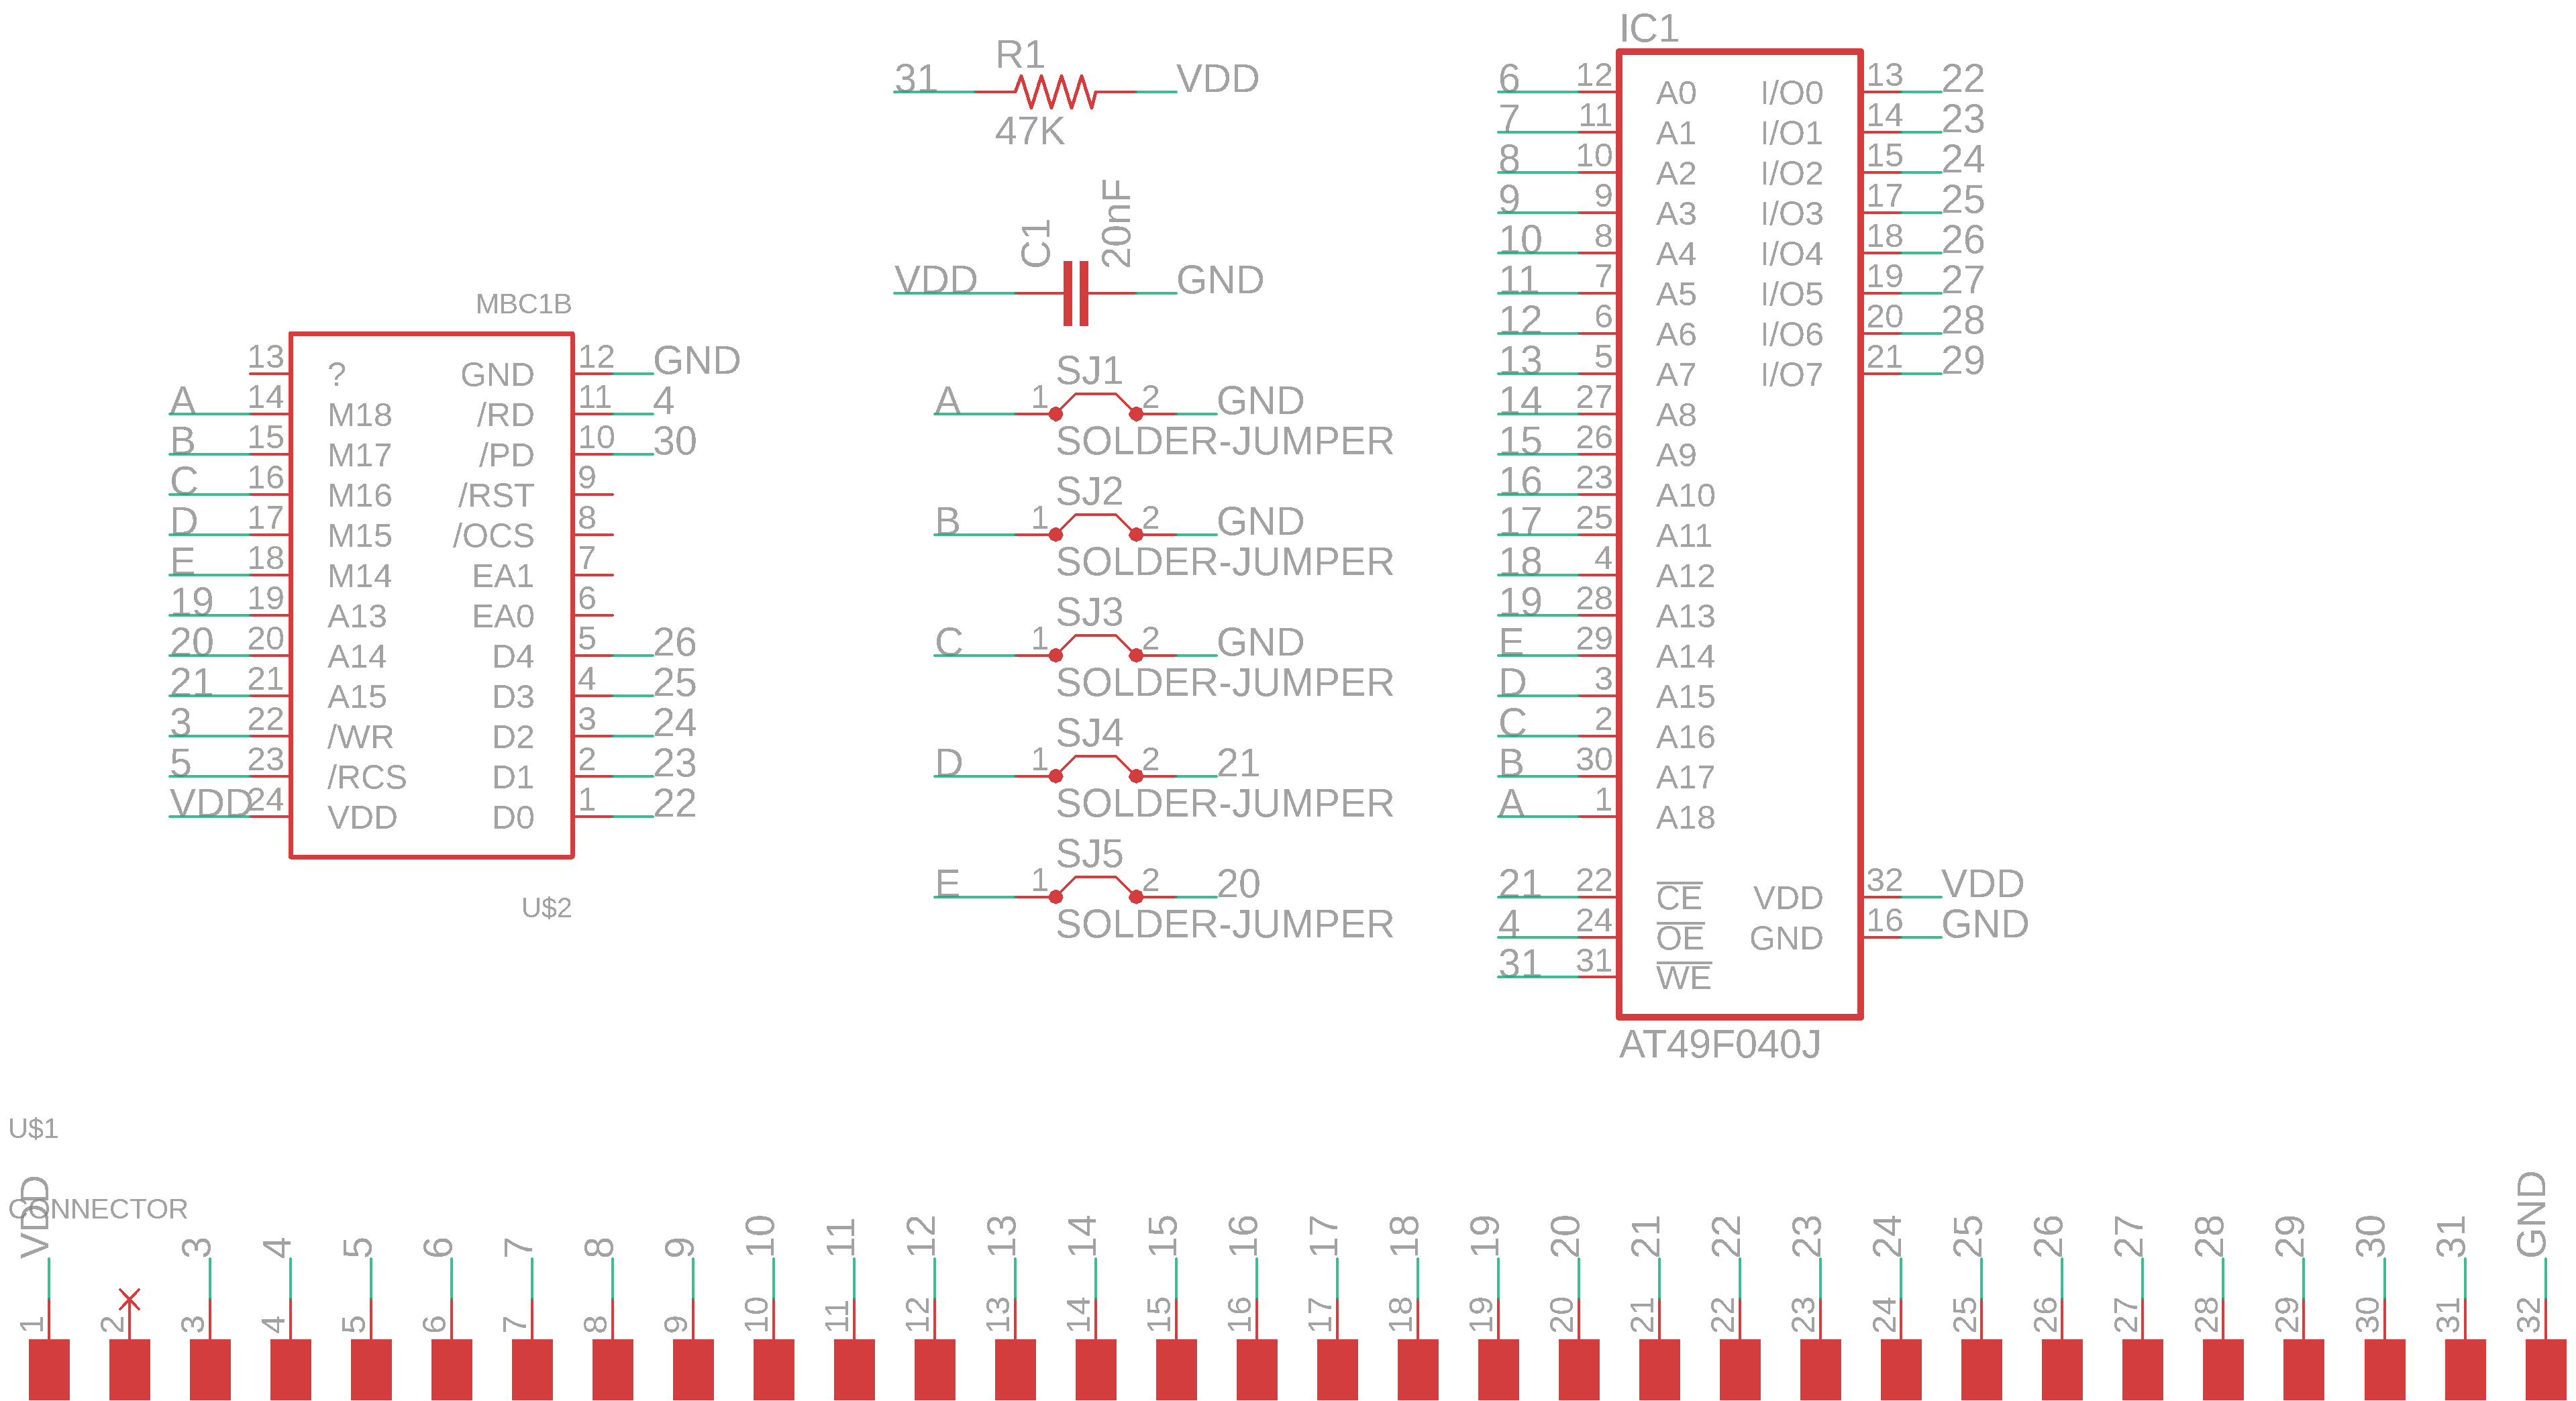 MBC1B
13 ? GND 12 GND
A 14 M18 /RD 11 4
B 15 M17 /PD 10 30
C 16 M16 /RST 9
D 17 M15 /OCS 8
E 18 M14 EA1 7
19 19 A13 EA0 6
20 20 A14 D4 5 26
21 21 A15 D3 4 25
3 22 /WR D2 3 24
5 23 /RCS D1 2 23
VDD 24 VDD D0 1 22
U$2
R1
31 VDD
47K
C1 20nF
VDD GND
SJ1
A 1 2 GND
SOLDER-JUMPER
SJ2
B 1 2 GND
SOLDER-JUMPER
SJ3
C 1 2 GND
SOLDER-JUMPER
SJ4
D 1 2 21
SOLDER-JUMPER
SJ5
E 1 2 20
SOLDER-JUMPER
IC1
6 12 A0 I/O0 13 22
7 11 A1 I/O1 14 23
8 10 A2 I/O2 15 24
9 9 A3 I/O3 17 25
10 8 A4 I/O4 18 26
11 7 A5 I/O5 19 27
12 6 A6 I/O6 20 28
13 5 A7 I/O7 21 29
14 27 A8
15 26 A9
16 23 A10
17 25 A11
18 4 A12
19 28 A13
E 29 A14
D 3 A15
C 2 A16
B 30 A17
A 1 A18
21 22 CE VDD 32 VDD
4 24 OE GND 16 GND
31 31 WE
AT49F040J
U$1
CONNECTOR
VDD 3 4 5 6 7 8 9 10 11 12 13 14 15 16 17 18 19 20 21 22 23 24 25 26 27 28 29 30 31 GND
1 2 3 4 5 6 7 8 9 10 11 12 13 14 15 16 17 18 19 20 21 22 23 24 25 26 27 28 29 30 31 32